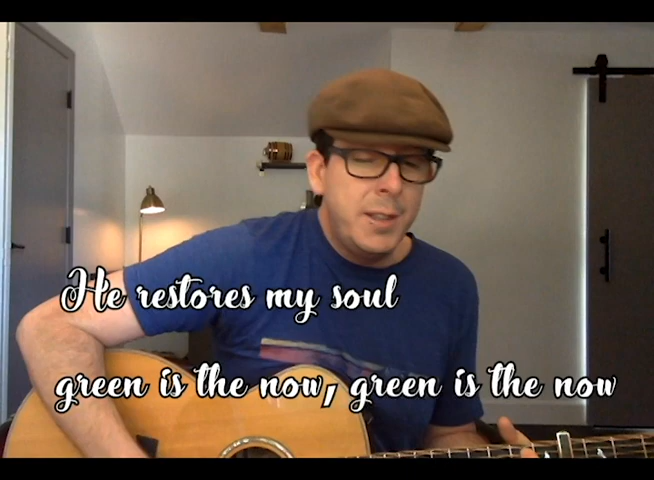 He restores my soul
green is the now, green is the now